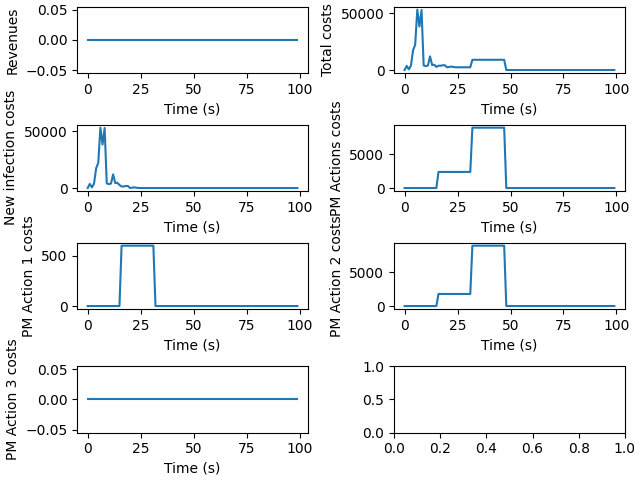 Revenues
0.05
0.00
−0.05
0 25 50 75 100
Time (s)
Total costs
50000
0
0 25 50 75 100
Time (s)
New infection costs
50000
0
0 25 50 75 100
Time (s)
PM Actions costs
5000
0
0 25 50 75 100
Time (s)
PM Action 1 costs
500
0
0 25 50 75 100
Time (s)
PM Action 2 costs
5000
0
0 25 50 75 100
Time (s)
PM Action 3 costs
0.05
0.00
−0.05
0 25 50 75 100
Time (s)
1.0
0.5
0.0
0.0 0.2 0.4 0.6 0.8 1.0